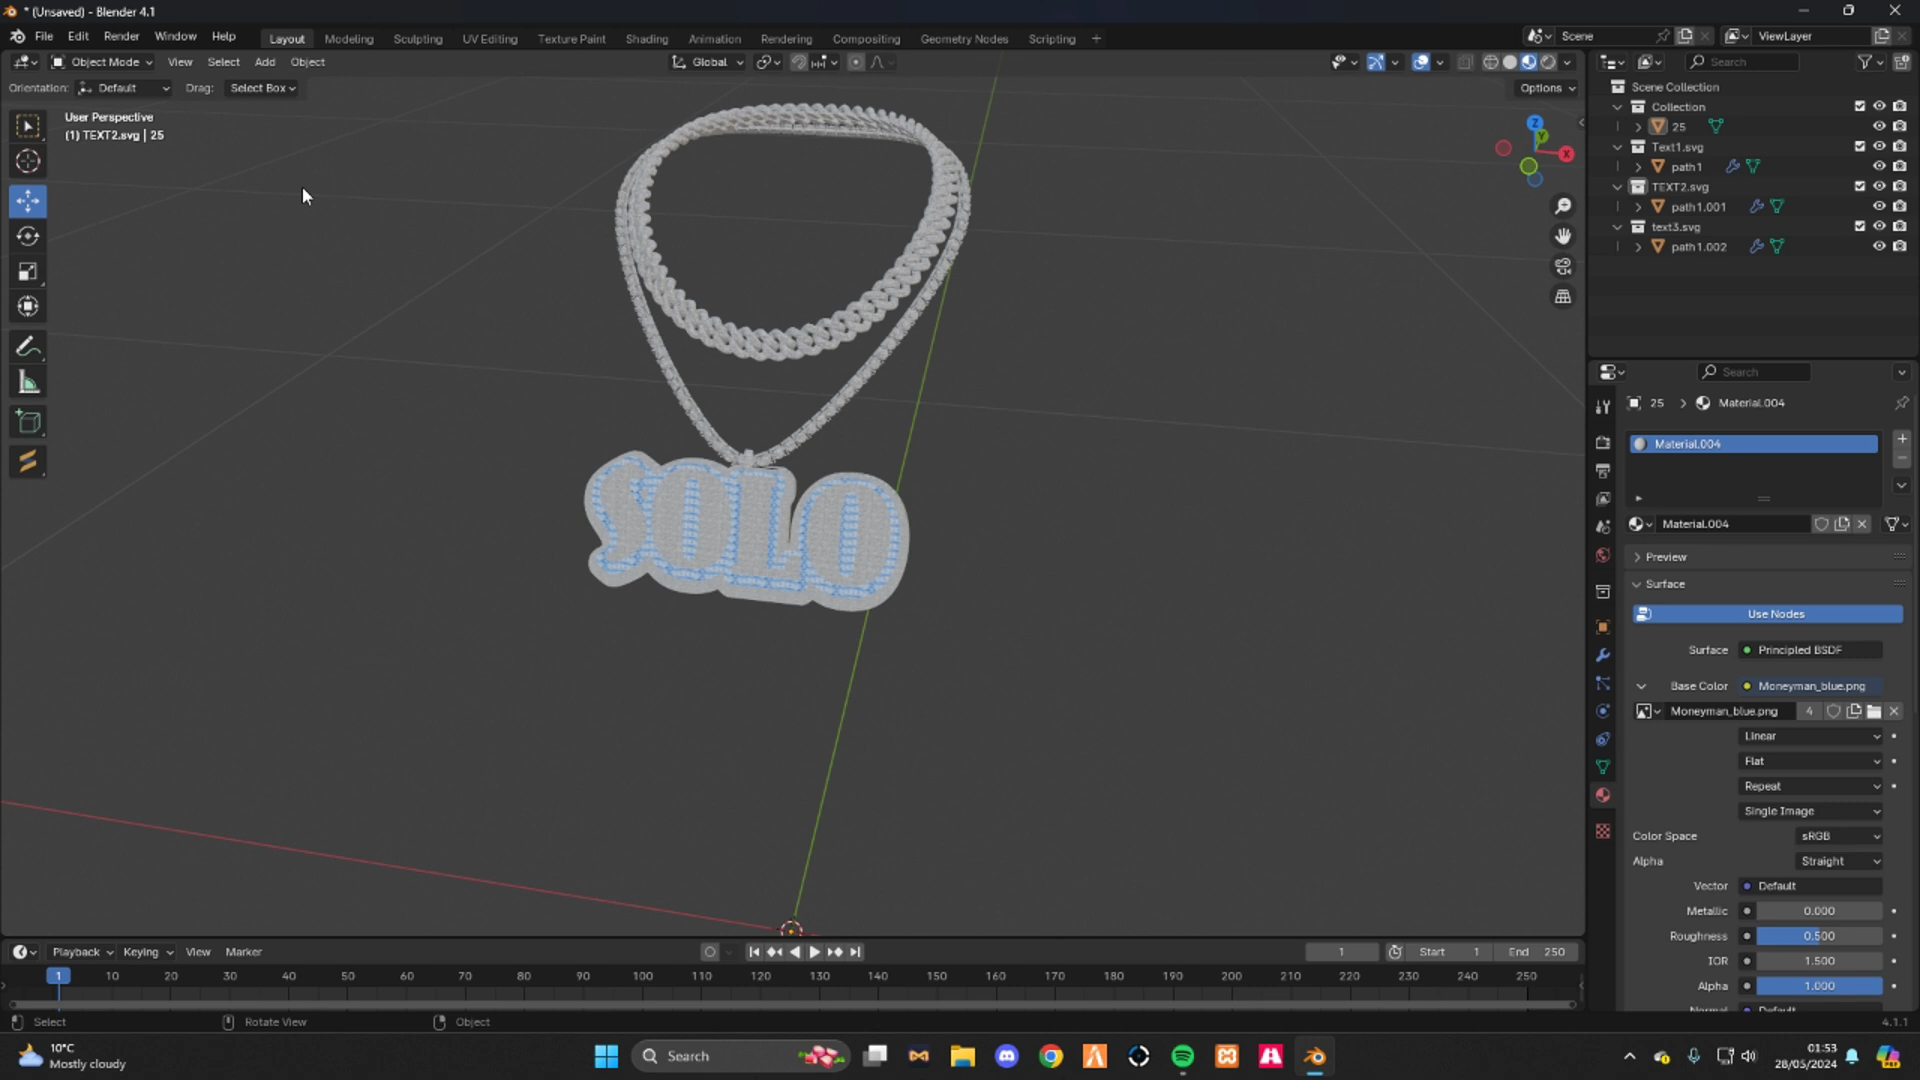 * (Unsaved) - Blender 4.1
File Edit Render Window Help
Layout Modeling Sculpting UV Editing Texture Paint Shading Animation Rendering Compositing Geometry Nodes Scripting +
Scene ViewLayer
Object Mode View Select Add Object Global
Search
Orientation: Default Drag: Select Box Options
User Perspective
(1) TEXT2.svg | 25
Scene Collection
Collection
25
Text1.svg
path1
TEXT2.svg
path1.001
text3.svg
path1.002
Z
Y
X
SOLO
Search
25 > Material.004
Material.004
Material.004
Preview
Surface
Use Nodes
Surface Principled BSDF
Base Color Moneyman_blue.png
Moneyman_blue.png 4
Linear
Flat
Repeat
Single Image
Color Space sRGB
Alpha Straight
Vector Default
Metallic 0.000
Roughness 0.500
IOR 1.500
Alpha 1.000
Normal Default
Playback Keying View Marker 1 Start 1 End 250
1 10 20 30 40 50 60 70 80 90 100 110 120 130 140 150 160 170 180 190 200 210 220 230 240 250
Select Rotate View Object 4.1.1
10°C
Mostly cloudy
Search
01:53
28/05/2024